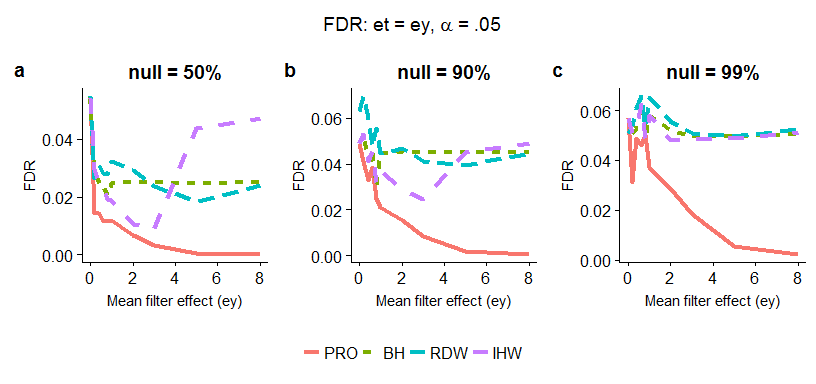 FDR: et = ey, α = .05
a
null = 50%
FDR
0.04
0.02
0.00
0 2 4 6 8
Mean filter effect (ey)
b
null = 90%
FDR
0.06
0.04
0.02
0.00
0 2 4 6 8
Mean filter effect (ey)
c
null = 99%
FDR
0.06
0.04
0.02
0.00
0 2 4 6 8
Mean filter effect (ey)
PRO BH RDW IHW